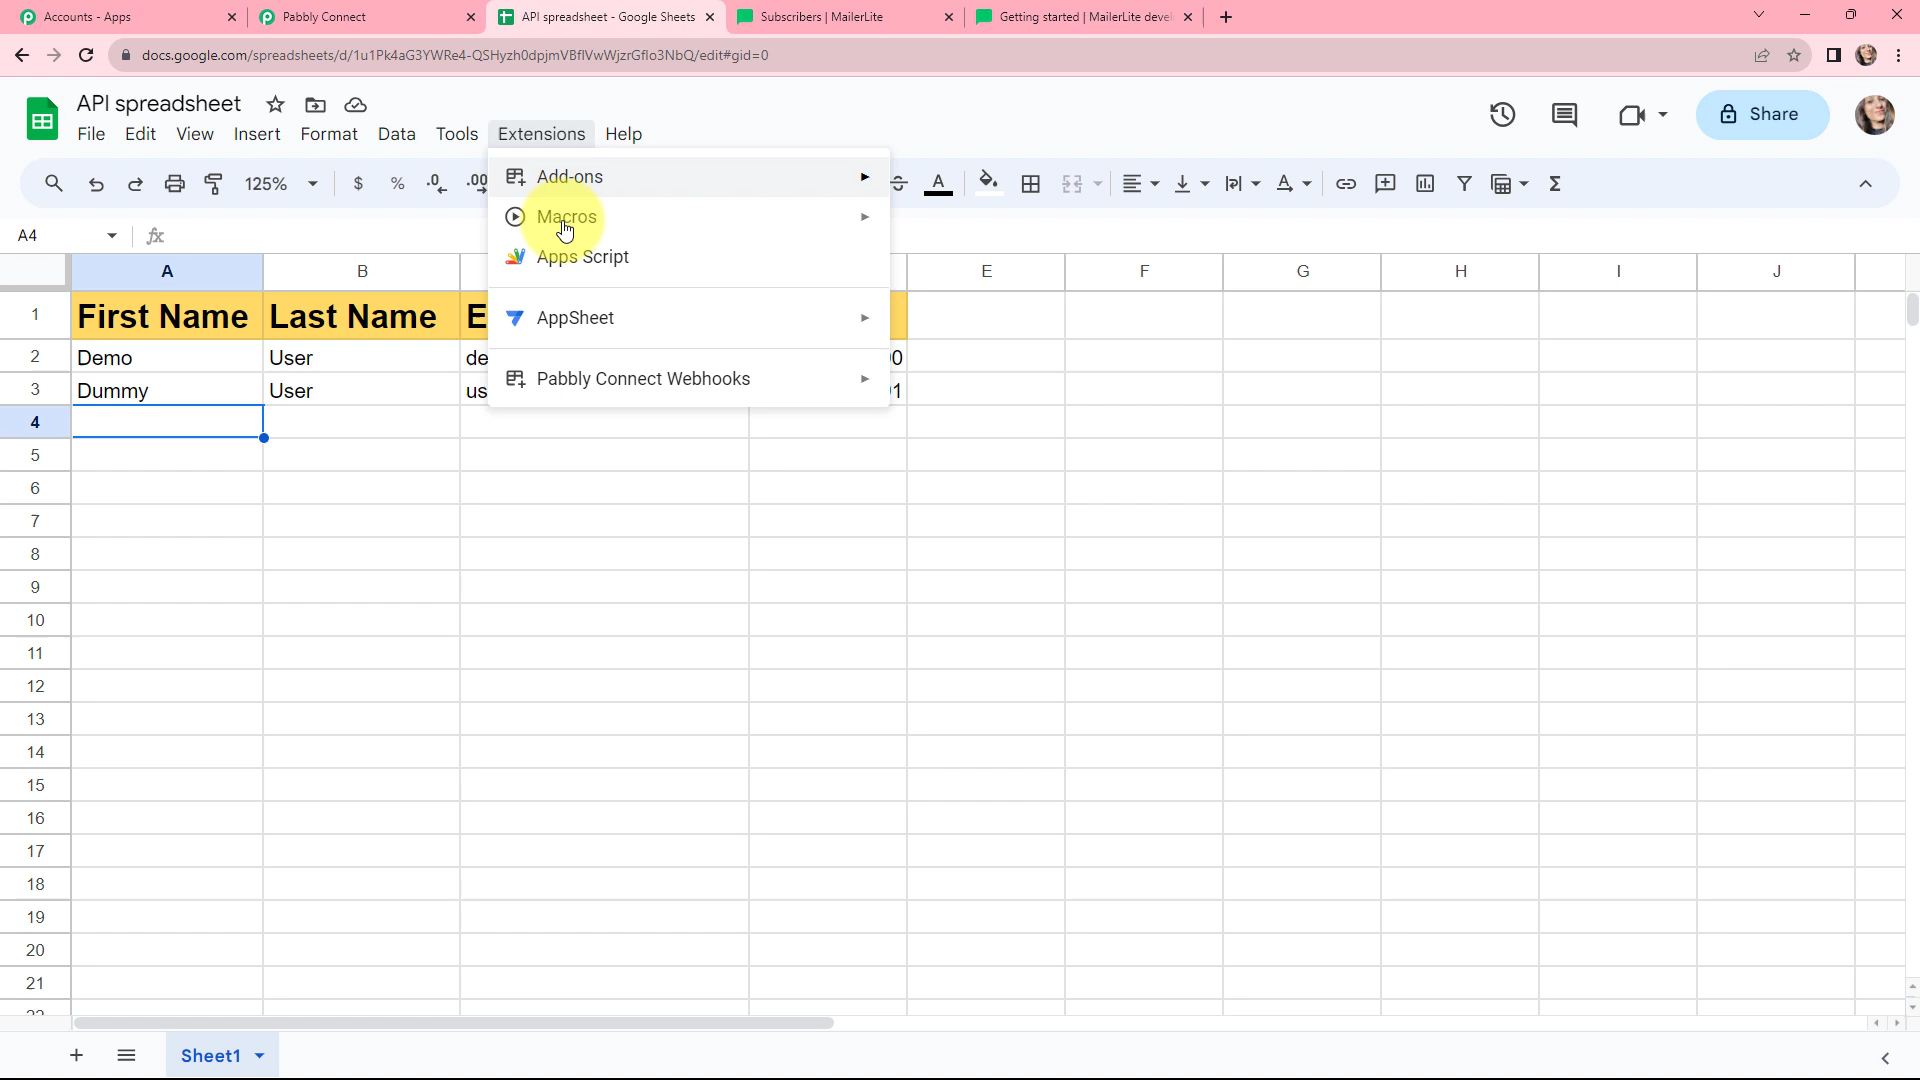 Accounts - Apps
Pabbly Connect
API spreadsheet - Google Sheets
Subscribers | MailerLite
Getting started | MailerLite devel
docs.google.com/spreadsheets/d/1u1Pk4aG3YWRe4-QSHyzh0dpjmVBflVwWjzrGflo3NbQ/edit#gid=0
API spreadsheet
File Edit View Insert Format Data Tools Extensions Help
Share
125% $ % .0 .00
Add-ons
Macros
Apps Script
AppSheet
Pabbly Connect Webhooks
A4
fx
A B E F G H I J
1 First Name Last Name E
2 Demo User de 00
3 Dummy User us 01
4
5
6
7
8
9
10
11
12
13
14
15
16
17
18
19
20
21
22
Sheet1